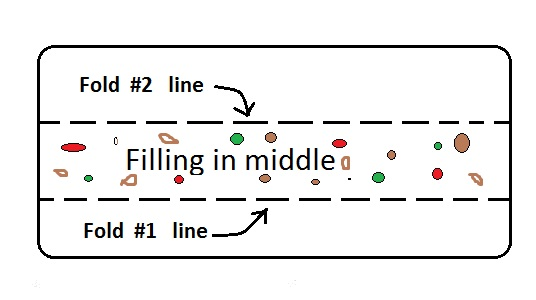 Fold #2 line
Filling in middle
Fold #1 line